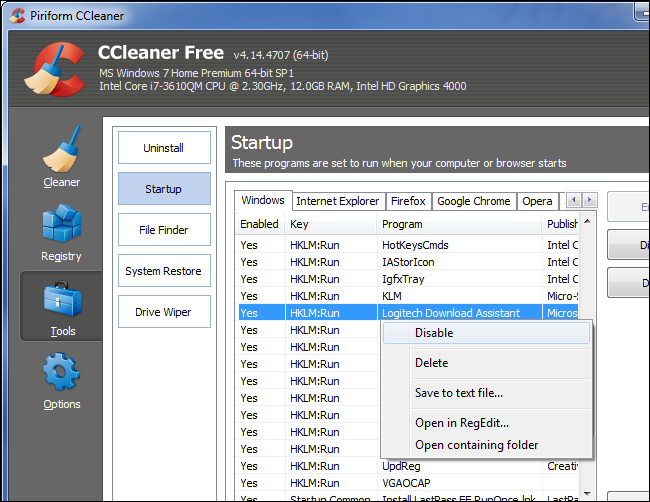 Piriform CCleaner
CCleaner Free v4.14.4707 (64-bit)
MS Windows 7 Home Premium 64-bit SP1
Intel Core i7-3610QM CPU @ 2.30GHz, 12.0GB RAM, Intel HD Graphics 4000
Cleaner
Registry
Tools
Options
Uninstall
Startup
File Finder
System Restore
Drive Wiper
Startup
These programs are set to run when your computer or browser starts
Windows Internet Explorer Firefox Google Chrome Opera
Enabled Key Program Publish
Yes HKLM:Run HotKeysCmds Intel C
Yes HKLM:Run IAStorIcon Intel C
Yes HKLM:Run IgfxTray Intel C
Yes HKLM:Run KLM Micro-S
Yes HKLM:Run Logitech Download Assistant Micros
Yes HKLM:Run
Yes HKLM:Run
Yes HKLM:Run
Yes HKLM:Run
Yes HKLM:Run
Yes HKLM:Run
Yes HKLM:Run
Yes HKLM:Run
Yes HKLM:Run UpdReg Creativ
Yes HKLM:Run VGAOCAP
Yes Startup Common Install LastPass FF RunOnce.lnk
Disable
Delete
Save to text file...
Open in RegEdit...
Open containing folder
E
Di
D